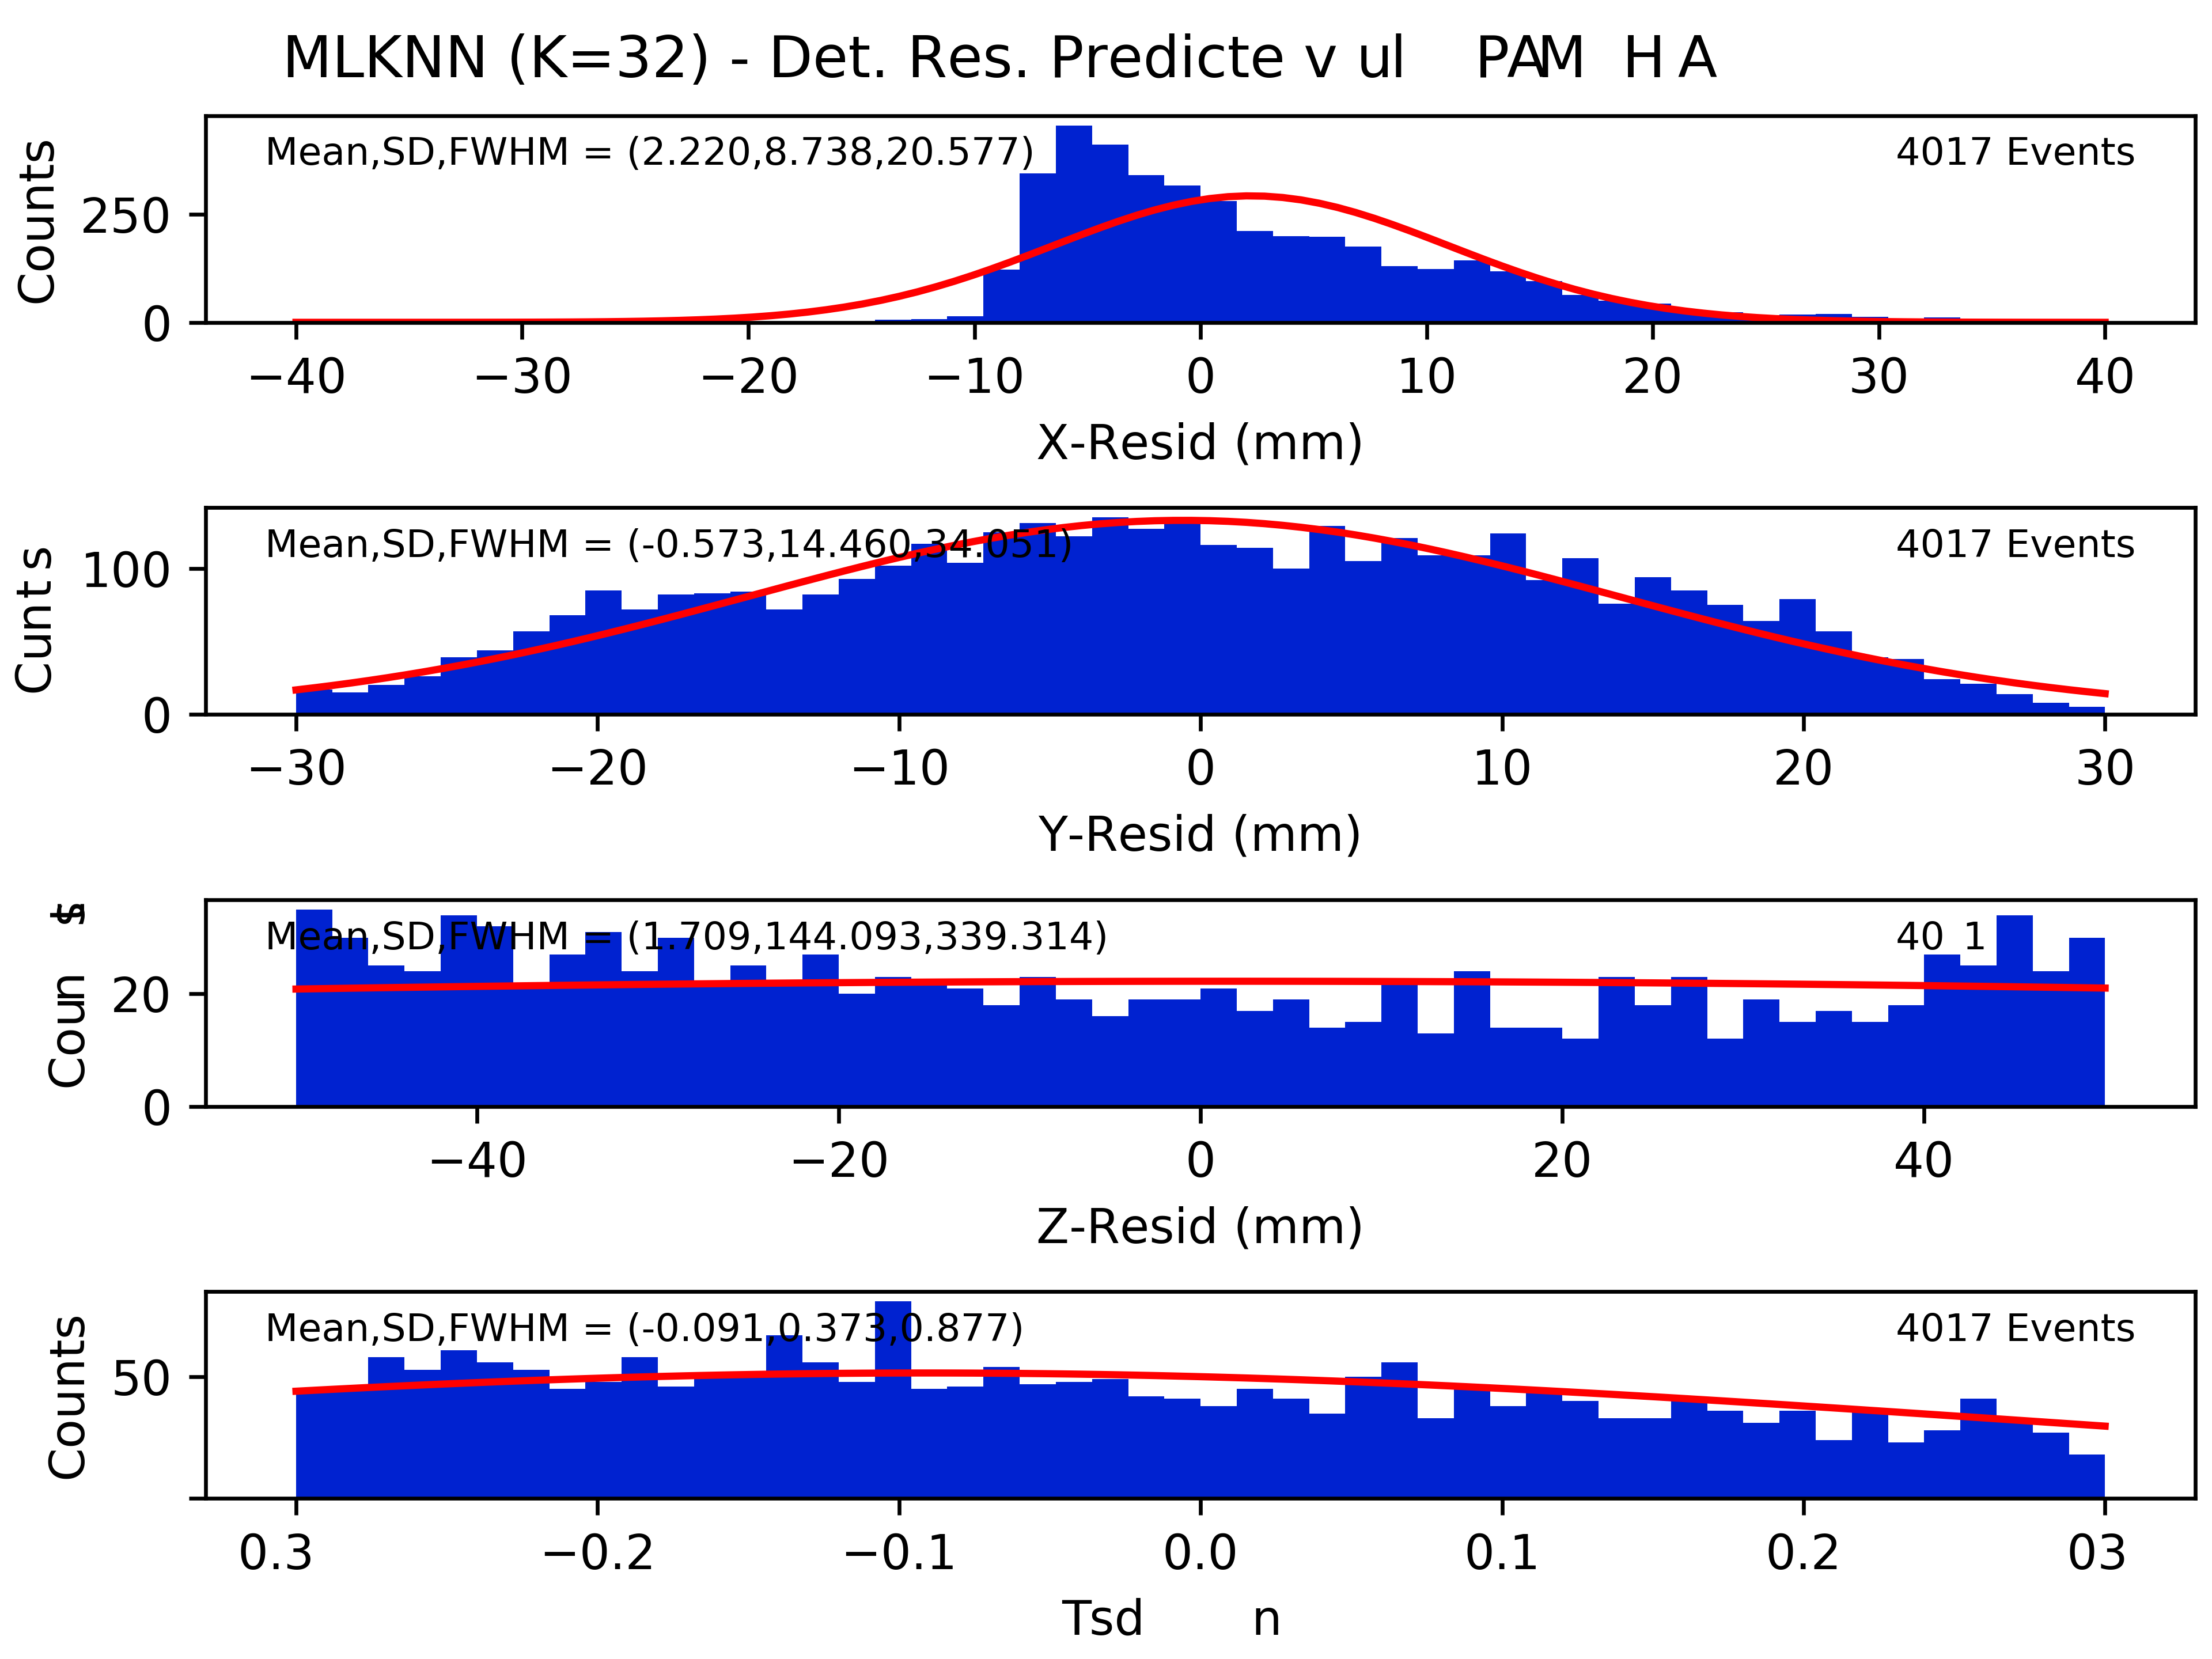 MLKNN (K=32) - Det. Res. Predicte v ul PAM H A
Counts
250
0
Mean,SD,FWHM = (2.220,8.738,20.577)
4017 Events
−40 −30 −20 −10 0 10 20 30 40
X-Resid (mm)
Cunts
100
0
Mean,SD,FWHM = (-0.573,14.460,34.051)
4017 Events
−30 −20 −10 0 10 20 30
Y-Resid (mm)
Coun
20
0
Mean,SD,FWHM = (1.709,144.093,339.314)
40 1
−40 −20 0 20 40
Z-Resid (mm)
Counts
50
Mean,SD,FWHM = (-0.091,0.373,0.877)
4017 Events
0.3 −0.2 −0.1 0.0 0.1 0.2 03
Tsd n